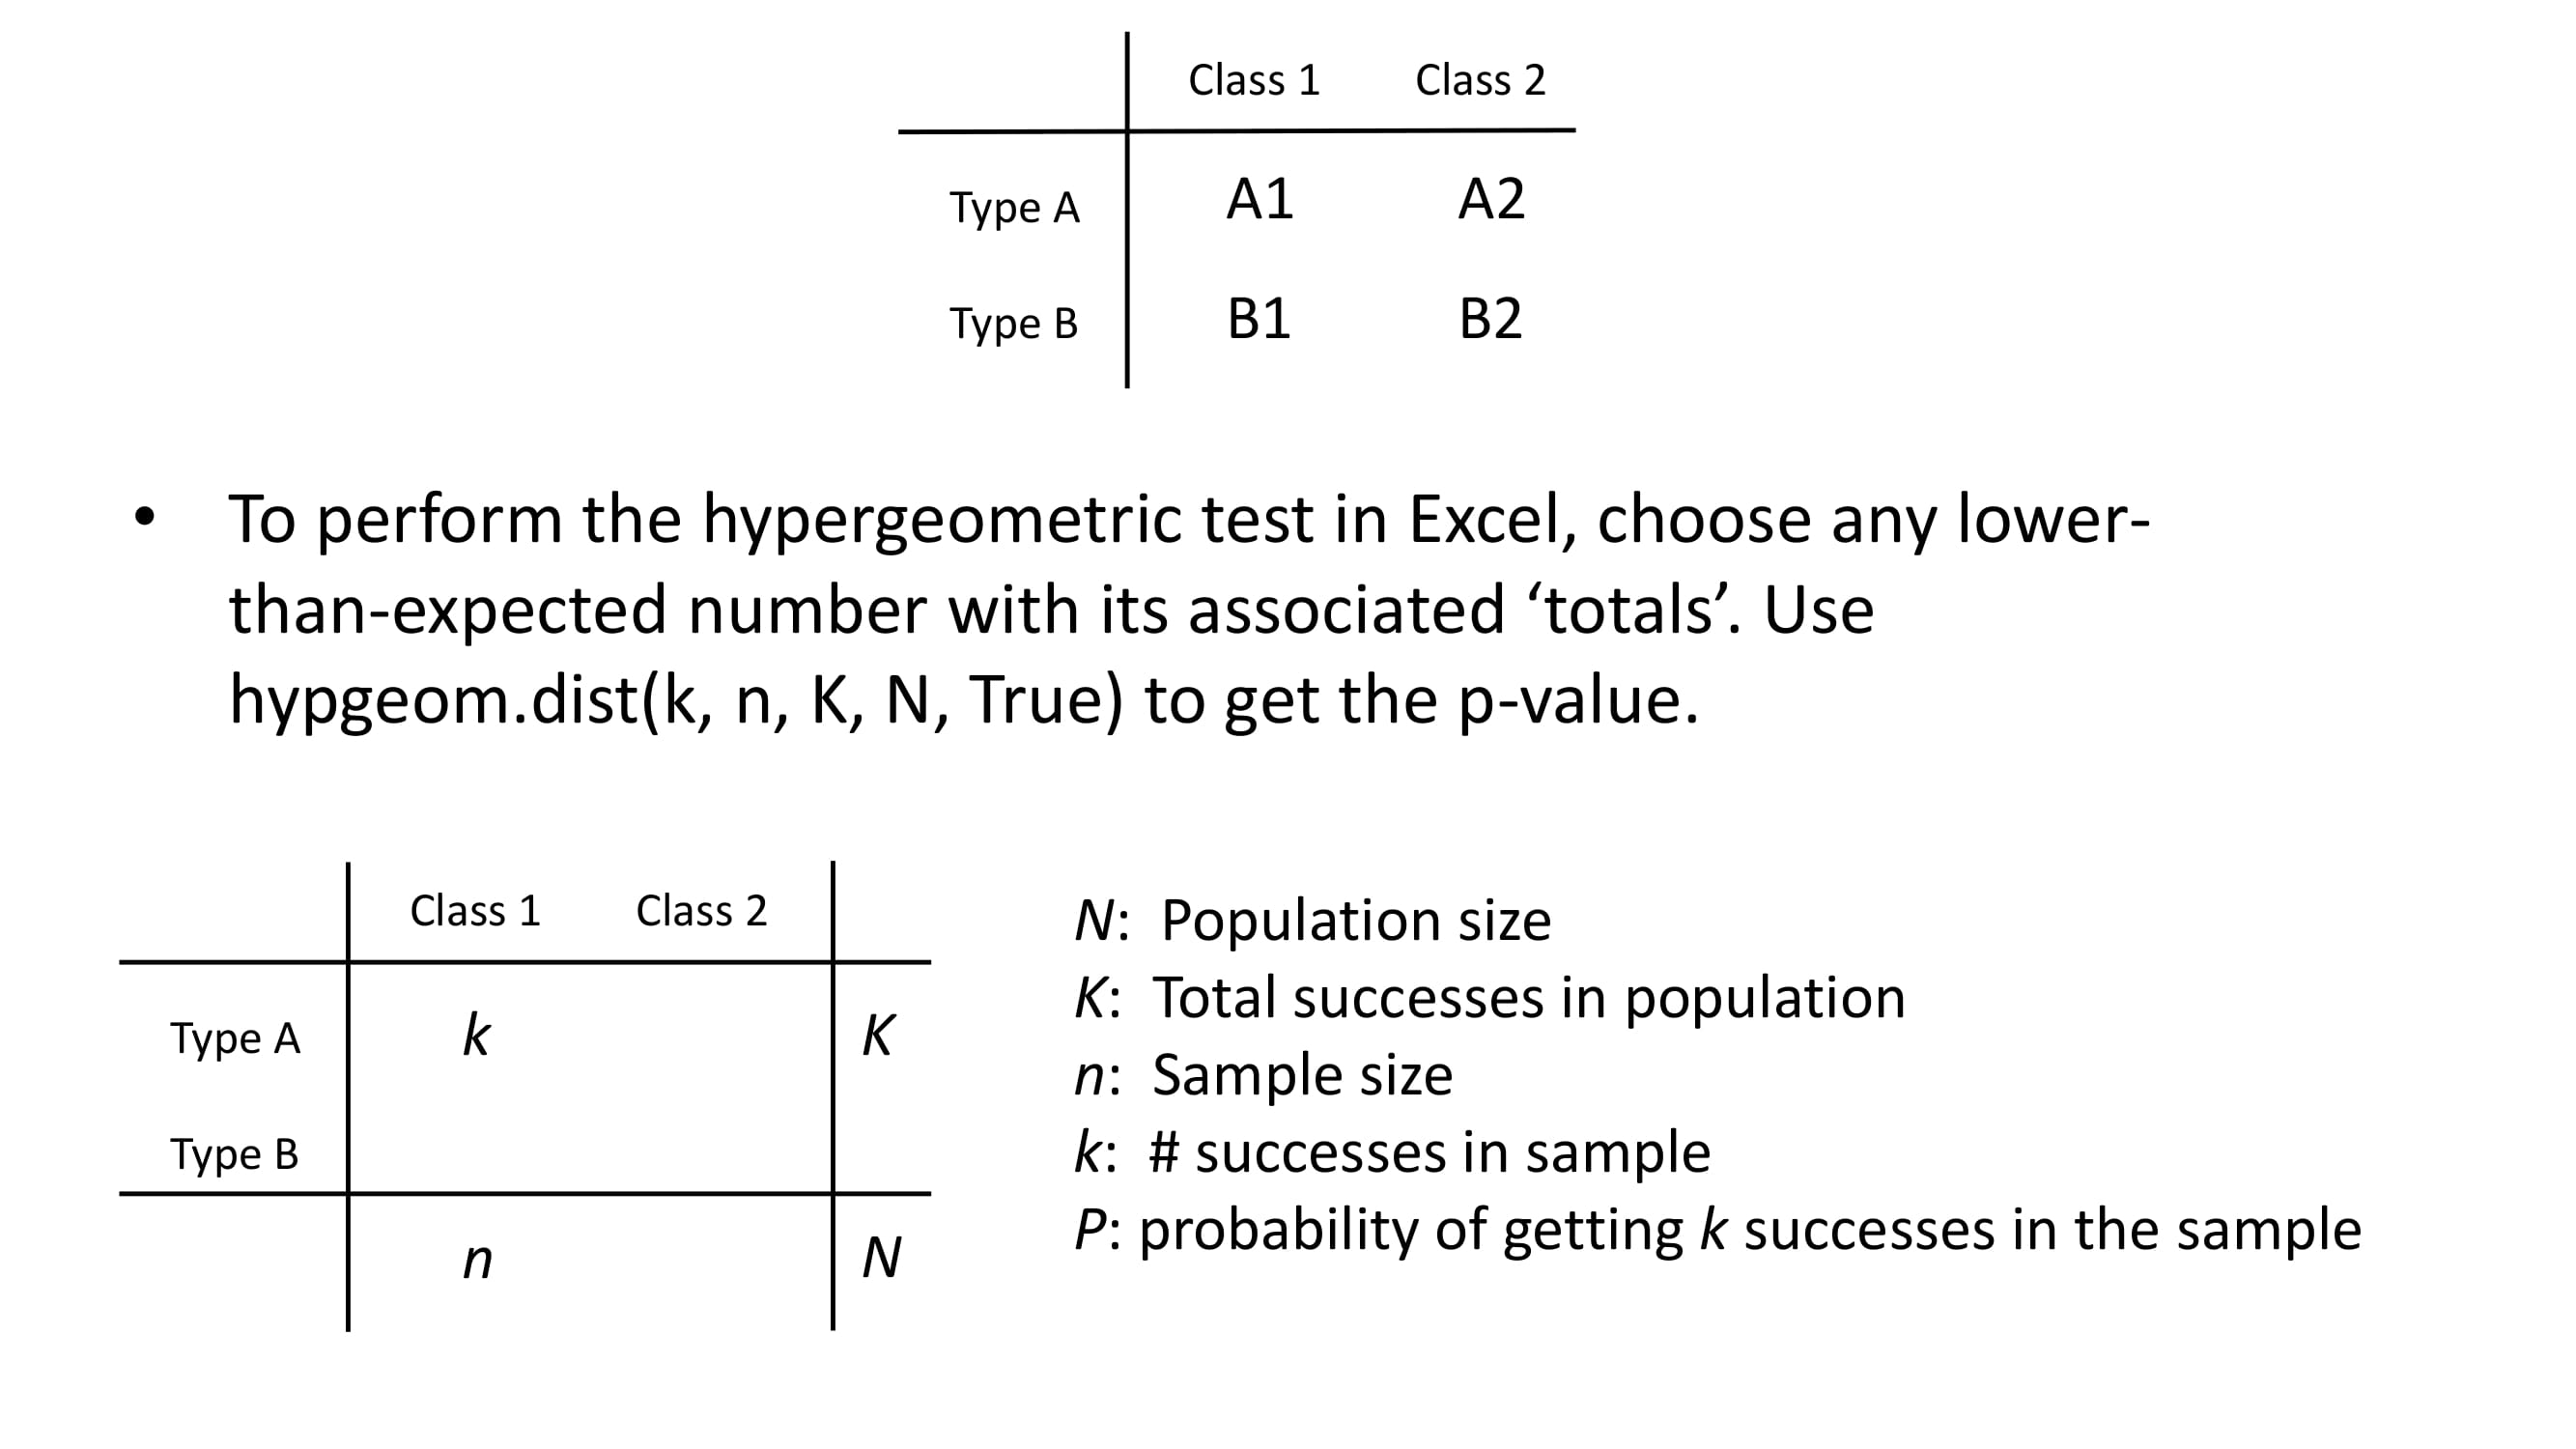 Class 1 Class 2
Type A A1 A2
Type B B1 B2
• To perform the hypergeometric test in Excel, choose any lower-
than-expected number with its associated ‘totals’. Use
hypgeom.dist(k, n, K, N, True) to get the p-value.
Class 1 Class 2
Type A k K
Type B
n N
N: Population size
K: Total successes in population
n: Sample size
k: # successes in sample
P: probability of getting k successes in the sample